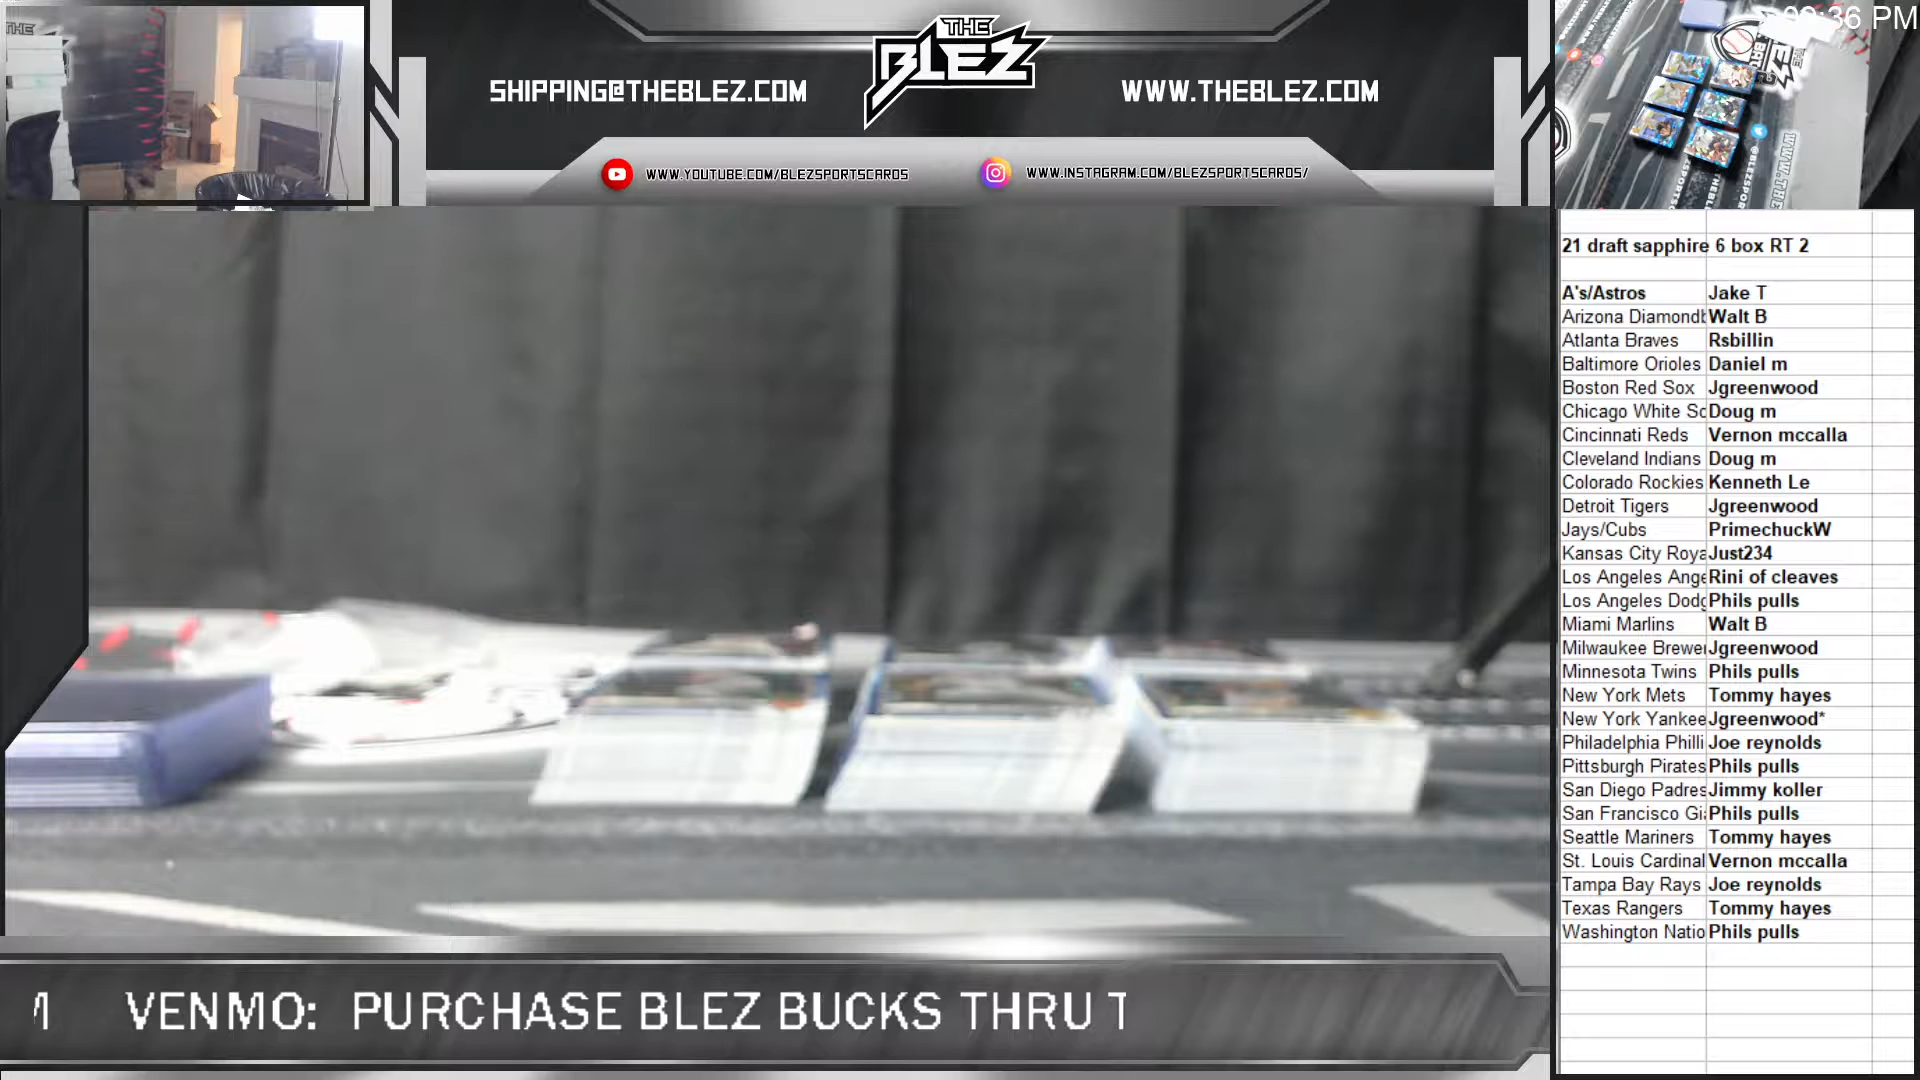 THE
BLEZ
SHIPPING@THEBLEZ.COM
WWW.THEBLEZ.COM
WWW.YOUTUBE.COM/BLEZSPORTSCARDS
WWW.INSTAGRAM.COM/BLEZSPORTSCARDS/
:36 PM
21 draft sapphire 6 box RT 2
A's/Astros Jake T
Arizona Diamondb Walt B
Atlanta Braves Rsbillin
Baltimore Orioles Daniel m
Boston Red Sox Jgreenwood
Chicago White So Doug m
Cincinnati Reds Vernon mccalla
Cleveland Indians Doug m
Colorado Rockies Kenneth Le
Detroit Tigers Jgreenwood
Jays/Cubs PrimechuckW
Kansas City Roya Just234
Los Angeles Ange Rini of cleaves
Los Angeles Dodg Phils pulls
Miami Marlins Walt B
Milwaukee Brewer Jgreenwood
Minnesota Twins Phils pulls
New York Mets Tommy hayes
New York Yankee Jgreenwood*
Philadelphia Philli Joe reynolds
Pittsburgh Pirates Phils pulls
San Diego Padres Jimmy koller
San Francisco Gi Phils pulls
Seattle Mariners Tommy hayes
St. Louis Cardinal Vernon mccalla
Tampa Bay Rays Joe reynolds
Texas Rangers Tommy hayes
Washington Natio Phils pulls
VENMO: PURCHASE BLEZ BUCKS THRU T